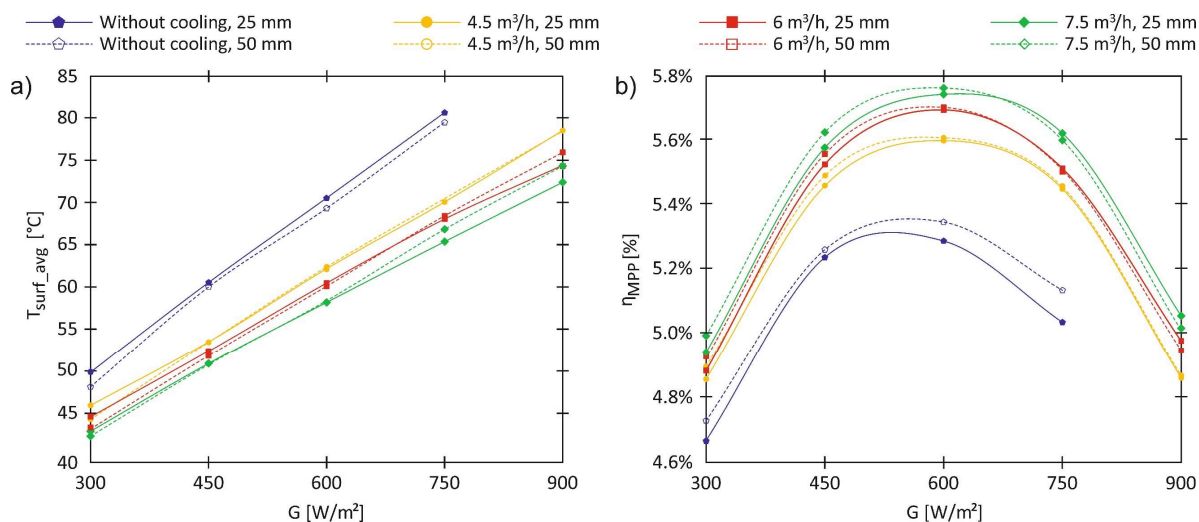 Without cooling, 25 mm
4.5 m³/h, 25 mm
6 m³/h, 25 mm
7.5 m³/h, 25 mm
Without cooling, 50 mm
4.5 m³/h, 50 mm
6 m³/h, 50 mm
7.5 m³/h, 50 mm
a)
85
80
75
70
65
60
55
50
45
40
T_surf_avg [°C]
300 450 600 750 900
G [W/m²]
b)
5.8%
5.6%
5.4%
5.2%
5.0%
4.8%
4.6%
η_MPP [%]
300 450 600 750 900
G [W/m²]